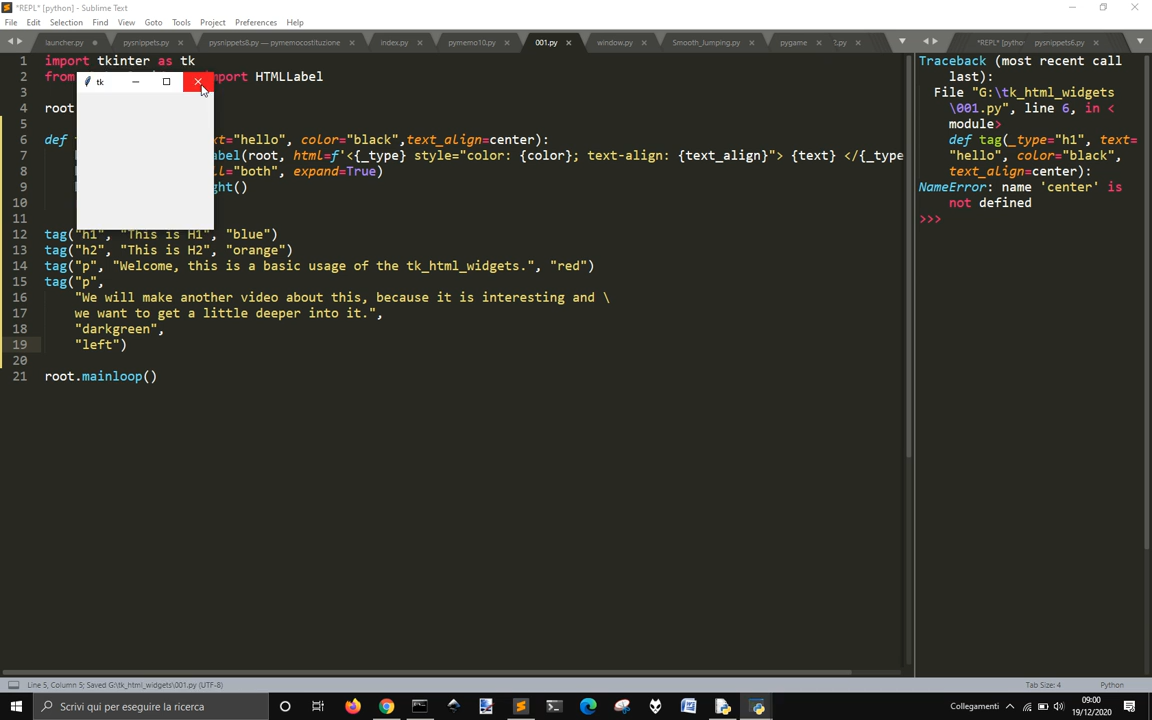 *REPL* [python] - Sublime Text
File Edit Selection Find View Goto Tools Project Preferences Help
launcher.py pysnippets.py pysnippets8.py — pymemocostituzione index.py pymemo10.py 001.py window.py Smooth_Jumping.py pygame ?.py *REPL* [pytho pysnippets6.py
1 import tkinter as tk
2 from import HTMLLabel
3
4 root
5
6 def "hello", color="black",text_align=center):
7 (root, html=f'<{_type} style="color: {color}; text-align: {text_align}"> {text} </{_type
8 "both", expand=True)
9 ght()
10
11
12 tag("h1", "This is H1", "blue")
13 tag("h2", "This is H2", "orange")
14 tag("p", "Welcome, this is a basic usage of the tk_html_widgets.", "red")
15 tag("p",
16 "We will make another video about this, because it is interesting and \
17 we want to get a little deeper into it.",
18 "darkgreen",
19 "left")
20
21 root.mainloop()
tk
Traceback (most recent call
last):
File "G:\tk_html_widgets
\001.py", line 6, in <
module>
def tag(_type="h1", text=
"hello", color="black",
text_align=center):
NameError: name 'center' is
not defined
>>>
Line 5, Column 5; Saved G:\tk_html_widgets\001.py (UTF-8) Tab Size: 4 Python
Scrivi qui per eseguire la ricerca
Collegamenti
09:00
19/12/2020